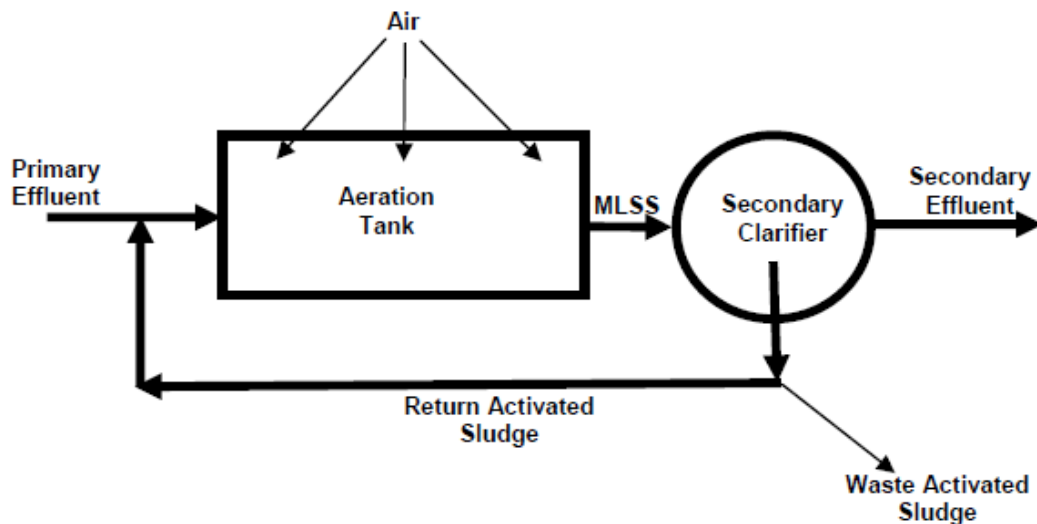 Air
Primary
Effluent
Aeration
Tank
MLSS
Secondary
Clarifier
Secondary
Effluent
Return Activated
Sludge
Waste Activated
Sludge